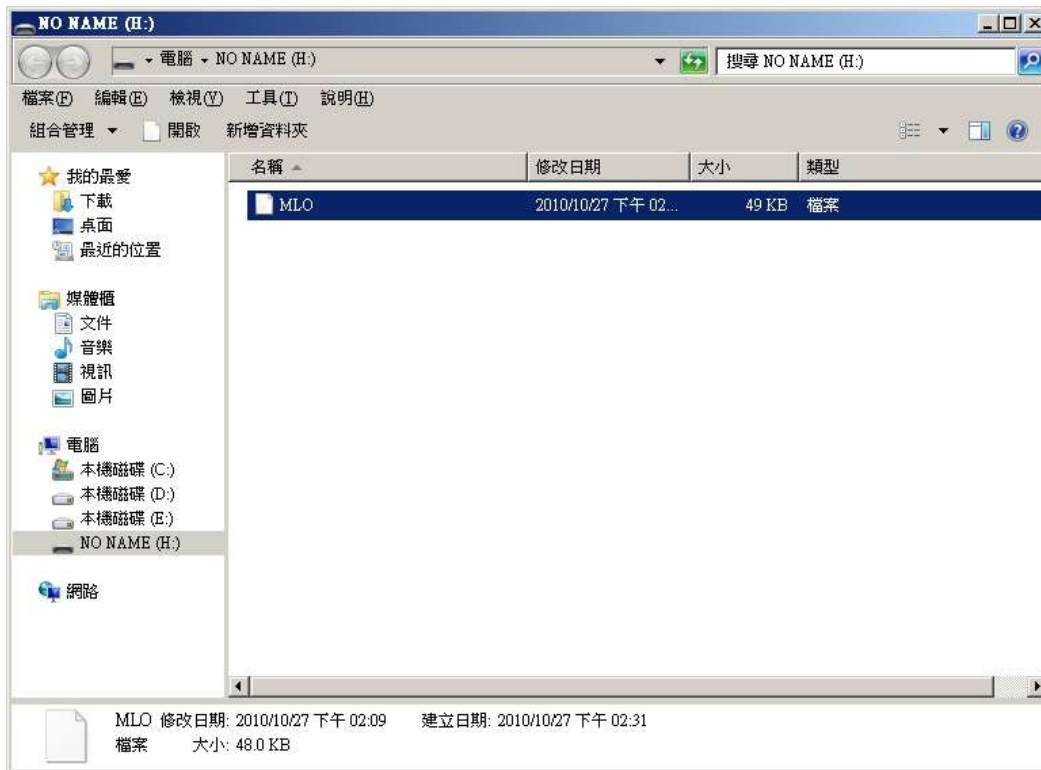 NO NAME (H:)
電腦 NO NAME (H:)
搜尋 NO NAME (H:)
檔案(F) 編輯(E) 檢視(V) 工具(T) 說明(H)
組合管理 開啟 新增資料夾
名稱 修改日期 大小 類型
MLO 2010/10/27 下午 02... 49 KB 檔案
我的最愛
下載
桌面
最近的位置
媒體櫃
文件
音樂
視訊
圖片
電腦
本機磁碟 (C:)
本機磁碟 (D:)
本機磁碟 (E:)
NO NAME (H:)
網路
MLO 修改日期: 2010/10/27 下午 02:09 建立日期: 2010/10/27 下午 02:31
檔案 大小: 48.0 KB